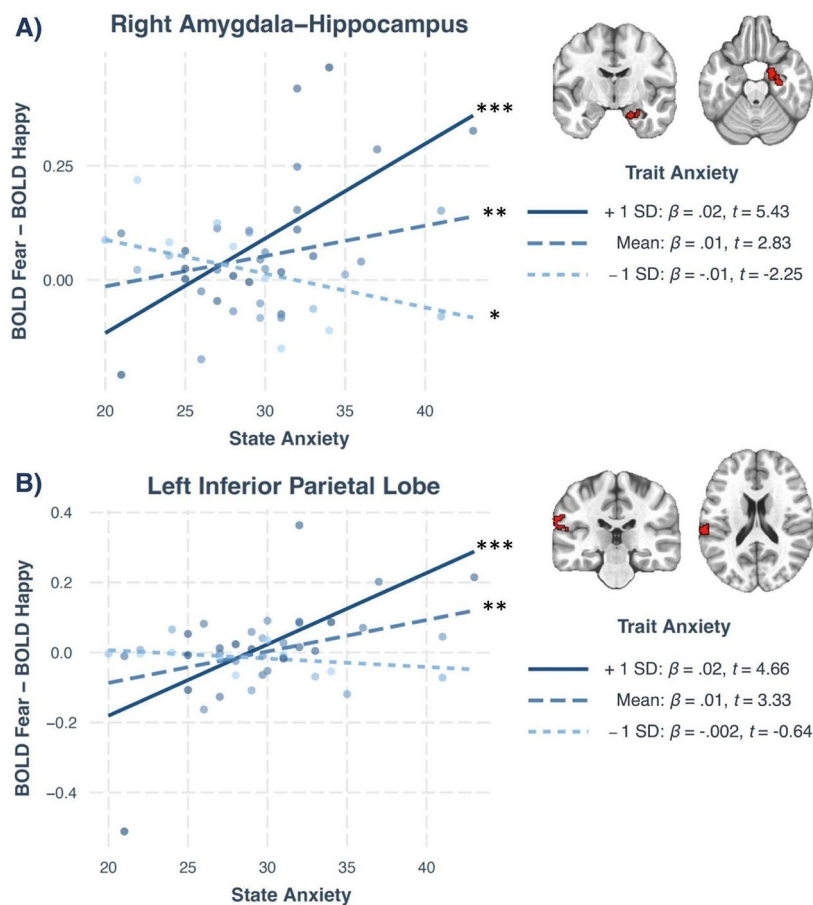 A)
Right Amygdala–Hippocampus
BOLD Fear – BOLD Happy
0.25
0.00
***
**
*
20 25 30 35 40
State Anxiety
Trait Anxiety
+ 1 SD: β = .02, t = 5.43
Mean: β = .01, t = 2.83
– 1 SD: β = -.01, t = -2.25
B)
Left Inferior Parietal Lobe
BOLD Fear – BOLD Happy
0.4
0.2
0.0
−0.2
−0.4
***
**
20 25 30 35 40
State Anxiety
Trait Anxiety
+ 1 SD: β = .02, t = 4.66
Mean: β = .01, t = 3.33
– 1 SD: β = -.002, t = -0.64